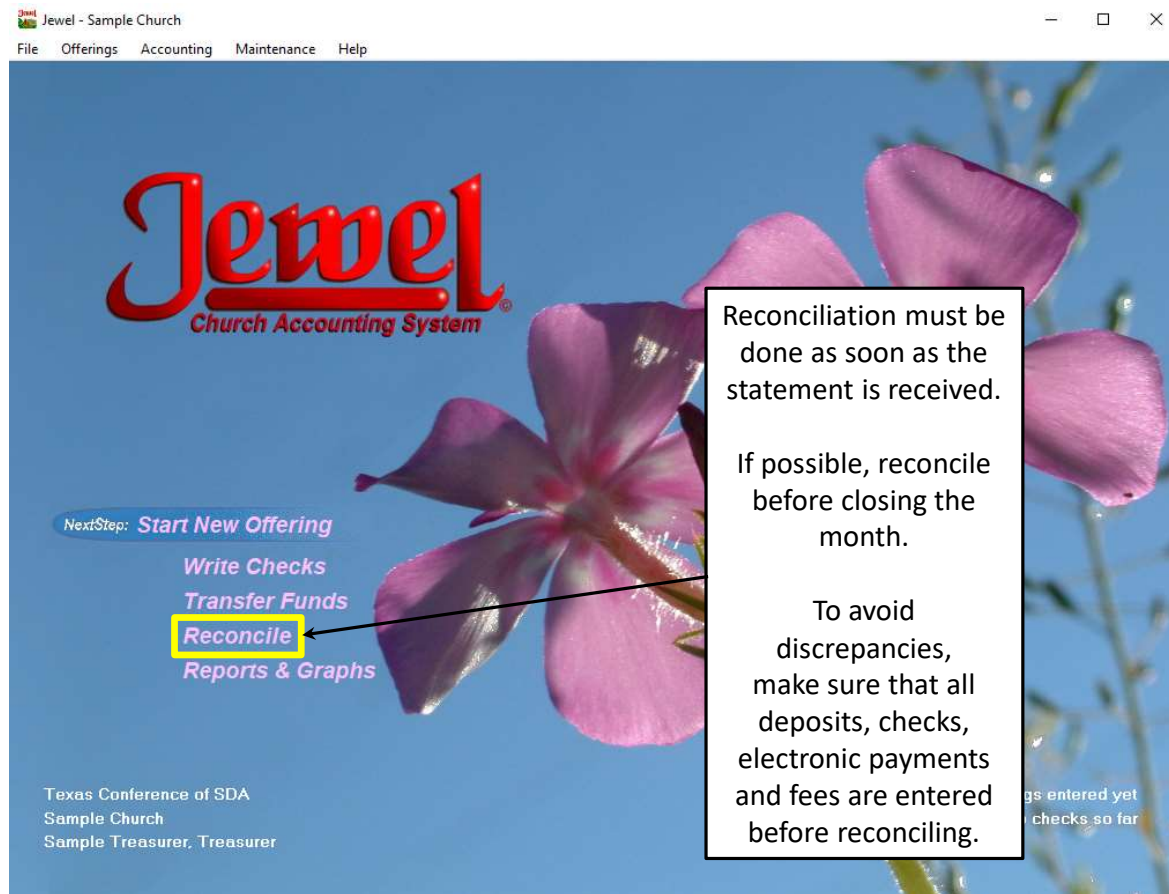 Jewel - Sample Church
File Offerings Accounting Maintenance Help
Jewel
©
Church Accounting System
Reconciliation must be
done as soon as the
statement is received.
If possible, reconcile
before closing the
month.
To avoid
discrepancies,
make sure that all
deposits, checks,
electronic payments
and fees are entered
before reconciling.
NextStep: Start New Offering
Write Checks
Transfer Funds
Reconcile
Reports & Graphs
Texas Conference of SDA
Sample Church
Sample Treasurer, Treasurer
gs entered yet
checks so far